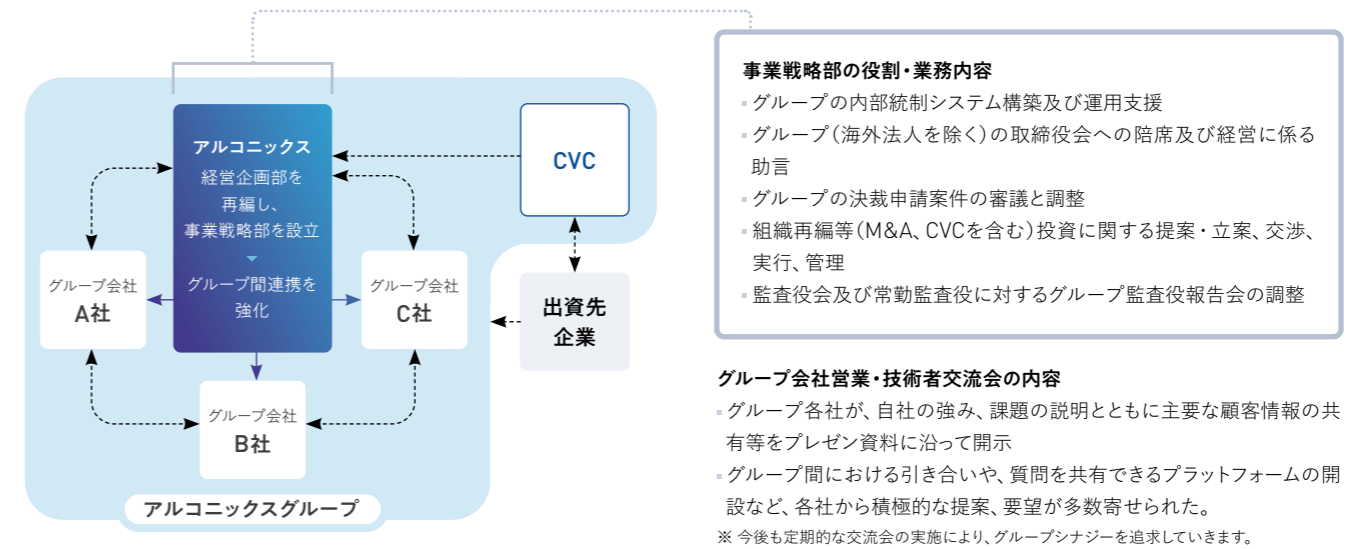 アルコニックス
経営企画部を
再編し、
事業戦略部を設立
グループ間連携を
強化
グループ会社
A社
グループ会社
C社
グループ会社
B社
CVC
出資先
企業
アルコニックスグループ
事業戦略部の役割・業務内容
グループの内部統制システム構築及び運用支援
グループ（海外法人を除く）の取締役会への陪席及び経営に係る
助言
グループの決裁申請案件の審議と調整
組織再編等（M&A、CVCを含む）投資に関する提案・立案、交渉、
実行、管理
監査役会及び常勤監査役に対するグループ監査役報告会の調整
グループ会社営業・技術者交流会の内容
グループ各社が、自社の強み、課題の説明とともに主要な顧客情報の共
有等をプレゼン資料に沿って開示
グループ間における引き合いや、質問を共有できるプラットフォームの開
設など、各社から積極的な提案、要望が多数寄せられた。
※ 今後も定期的な交流会の実施により、グループシナジーを追求していきます。